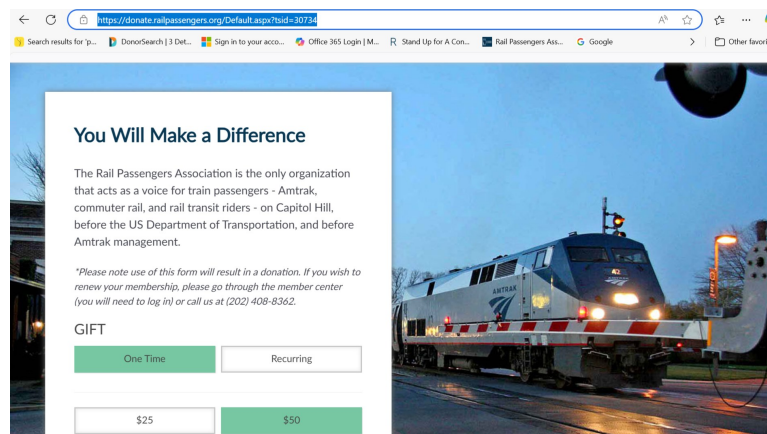 https://donate.railpassengers.org/Default.aspx?tsid=30734
Search results for 'p... DonorSearch | 3 Det... Sign in to your acco... Office 365 Login | M... R Stand Up for A Con... Rail Passengers Ass... G Google Other favori
You Will Make a Difference
The Rail Passengers Association is the only organization
that acts as a voice for train passengers - Amtrak,
commuter rail, and rail transit riders - on Capitol Hill,
before the US Department of Transportation, and before
Amtrak management.
*Please note use of this form will result in a donation. If you wish to
renew your membership, please go through the member center
(you will need to log in) or call us at (202) 408-8362.
GIFT
One Time Recurring
$25 $50
42
AMTRAK